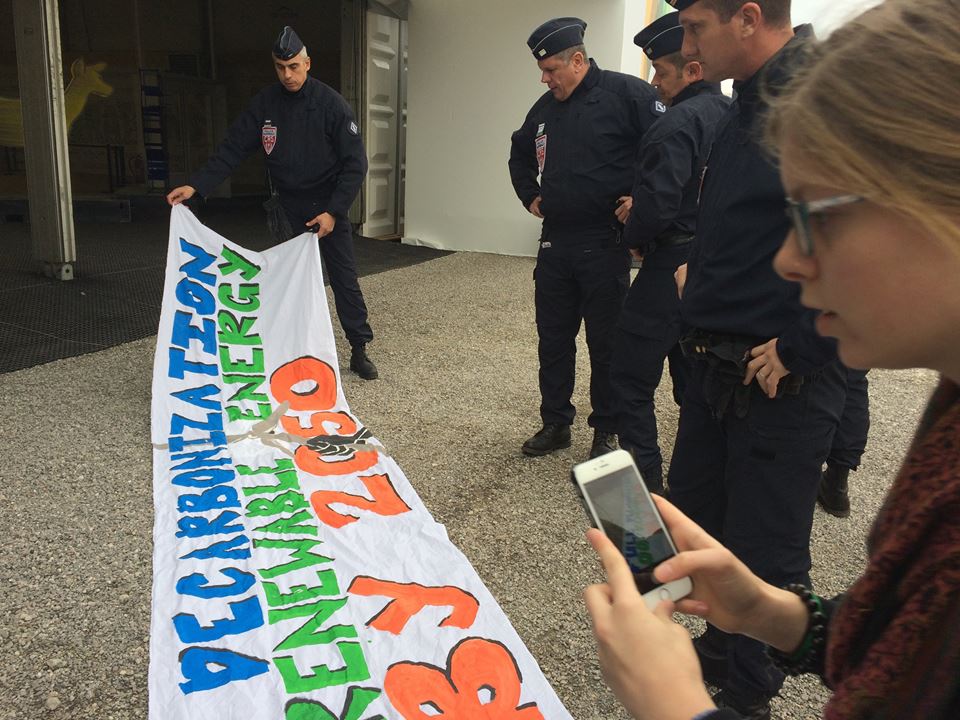 DECARBONIZATION
RENEWABLE ENERGY
BY 2050